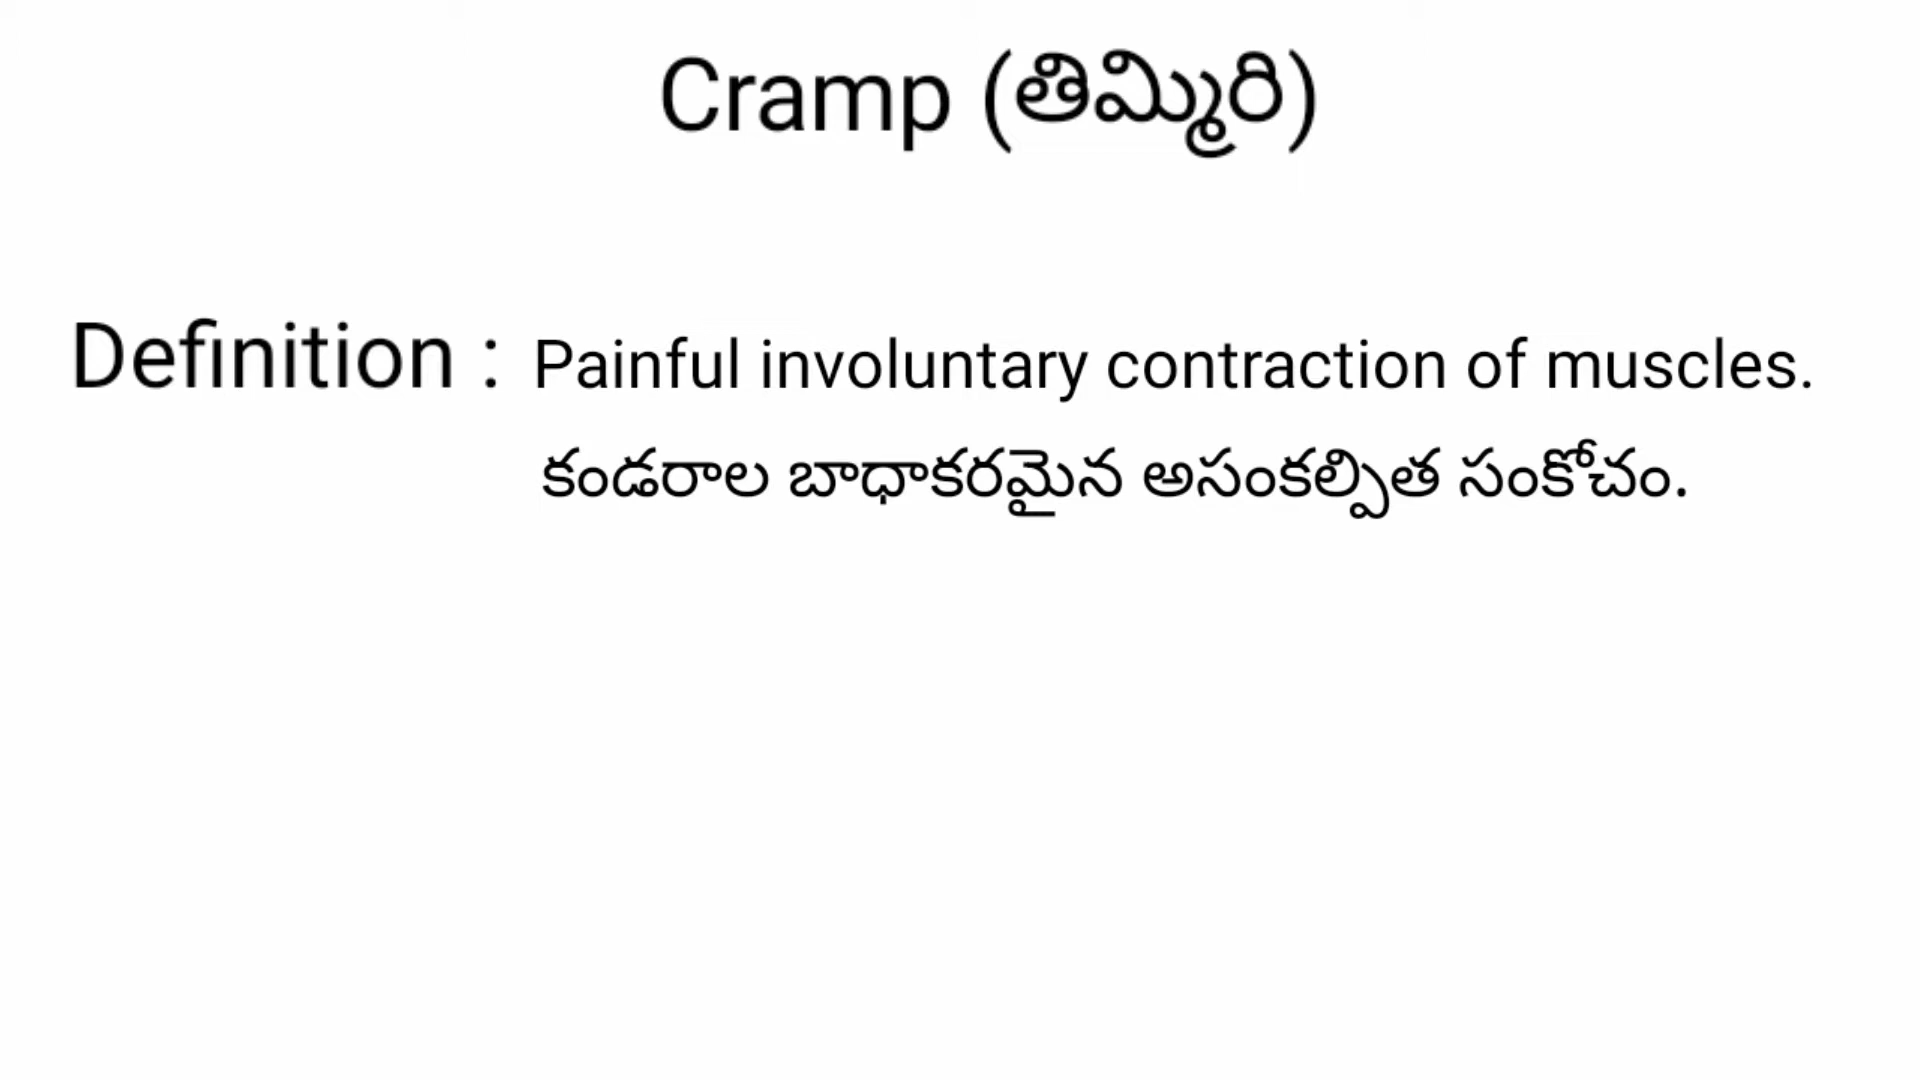 Cramp (తిమ్మిరి)
Definition : Painful involuntary contraction of muscles.
కండరాల బాధాకరమైన అసంకల్పిత సంకోచం.